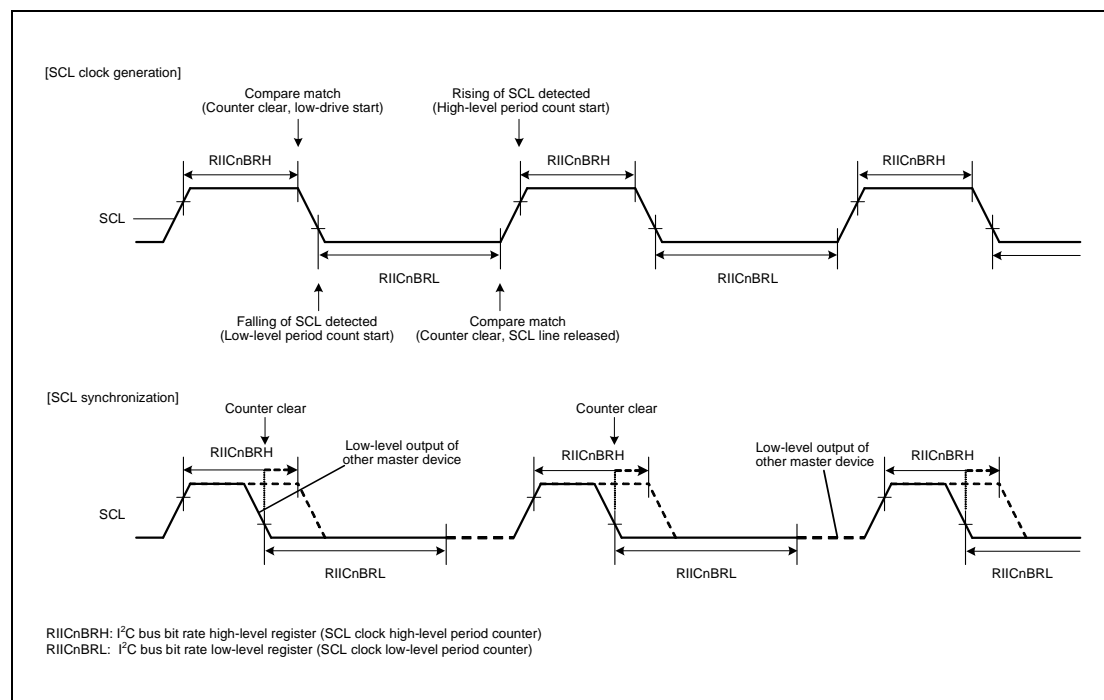 [SCL clock generation]
Compare match
(Counter clear, low-drive start)
Rising of SCL detected
(High-level period count start)
RIICnBRH
RIICnBRH
RIICnBRH
SCL
RIICnBRL
RIICnBRL
Falling of SCL detected
(Low-level period count start)
Compare match
(Counter clear, SCL line released)
[SCL synchronization]
Counter clear
Counter clear
RIICnBRH
Low-level output of
other master device
RIICnBRH
Low-level output of
other master device
RIICnBRH
SCL
RIICnBRL
RIICnBRL
RIICnBRL
RIICnBRH: I²C bus bit rate high-level register (SCL clock high-level period counter)
RIICnBRL: I²C bus bit rate low-level register (SCL clock low-level period counter)